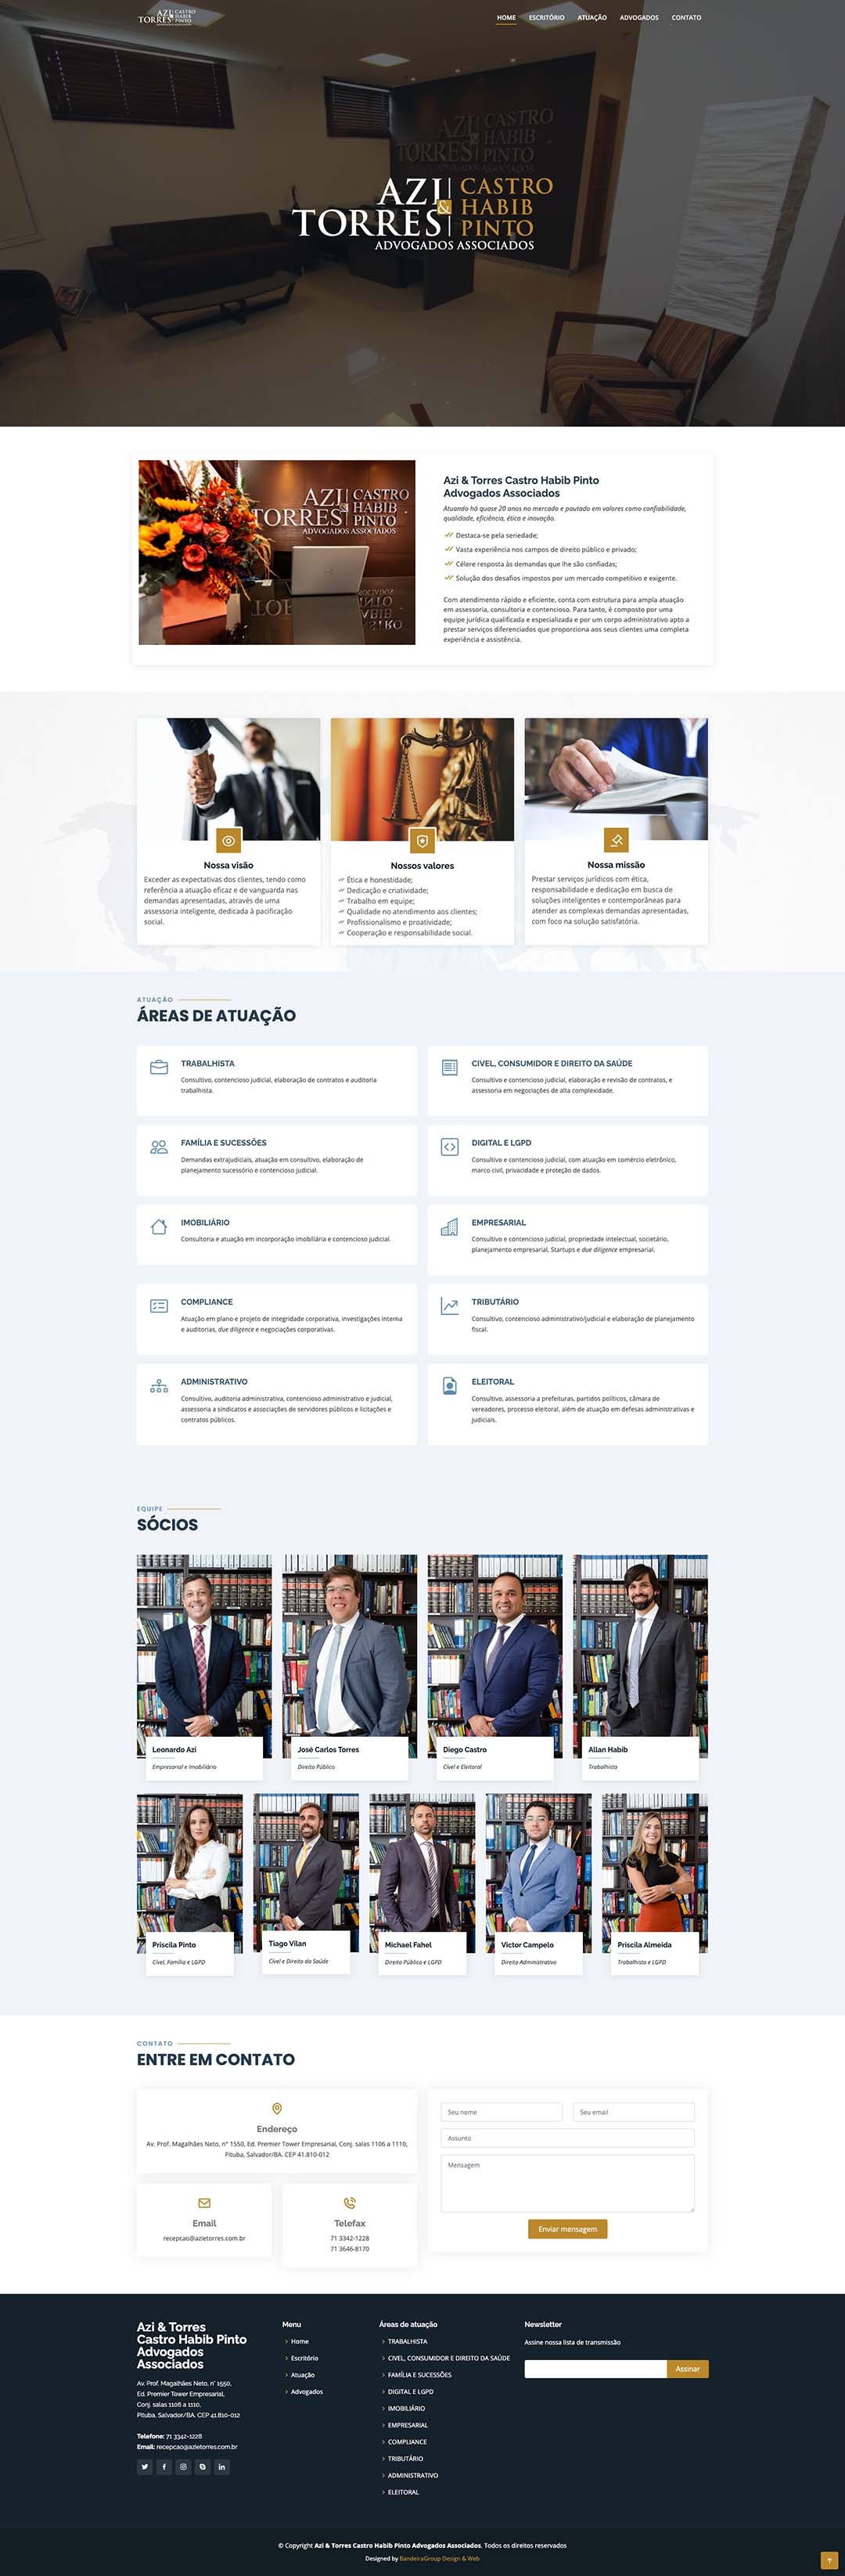 AZI CASTRO
TORRES HABIB
PINTO
HOME ESCRITÓRIO ATUAÇÃO ADVOGADOS CONTATO
AZI CASTRO
HABIB
TORRES & PINTO
ADVOGADOS ASSOCIADOS
AZI CASTRO
HABIB
TORRES PINTO
ADVOGADOS ASSOCIADOS
Azi & Torres Castro Habib Pinto
Advogados Associados
Atuando há quase 20 anos no mercado e pautado em valores como confiabilidade,
qualidade, eficiência, ética e inovação.
Destaca-se pela seriedade;
Vasta experiência nos campos de direito público e privado;
Célere resposta às demandas que lhe são confiadas;
Solução dos desafios impostos por um mercado competitivo e exigente.
Com atendimento rápido e eficiente, conta com estrutura para ampla atuação
em assessoria, consultoria e contencioso. Para tanto, é composto por uma
equipe jurídica qualificada e especializada e por um corpo administrativo apto a
prestar serviços diferenciados que proporciona aos seus clientes uma completa
experiência e assistência.
Nossa visão
Exceder as expectativas dos clientes, tendo como
referência a atuação eficaz e de vanguarda nas
demandas apresentadas, através de uma
assessoria inteligente, dedicada à pacificação
social.
Nossos valores
Ética e honestidade;
Dedicação e criatividade;
Trabalho em equipe;
Qualidade no atendimento aos clientes;
Profissionalismo e proatividade;
Cooperação e responsabilidade social.
Nossa missão
Prestar serviços jurídicos com ética,
responsabilidade e dedicação em busca de
soluções inteligentes e contemporâneas para
atender as complexas demandas apresentadas,
com foco na solução satisfatória.
ATUAÇÃO
ÁREAS DE ATUAÇÃO
TRABALHISTA
Consultivo, contencioso judicial, elaboração de contratos e auditoria
trabalhista.
CIVEL, CONSUMIDOR E DIREITO DA SAÚDE
Consultivo e contencioso judicial, elaboração e revisão de contratos, e
assessoria em negociações de alta complexidade.
FAMÍLIA E SUCESSÕES
Demandas extrajudiciais, atuação em consultivo, elaboração de
planejamento sucessório e contencioso judicial.
DIGITAL E LGPD
Consultivo e contencioso judicial, com atuação em comércio eletrônico,
marco civil, privacidade e proteção de dados.
IMOBILIÁRIO
Consultoria e atuação em incorporação imobiliária e contencioso judicial.
EMPRESARIAL
Consultivo e contencioso judicial, propriedade intelectual, societário,
planejamento empresarial, Startups e due diligence empresarial.
COMPLIANCE
Atuação em plano e projeto de integridade corporativa, investigações interna
e auditorias, due diligence e negociações corporativas.
TRIBUTÁRIO
Consultivo, contencioso administrativo/judicial e elaboração de planejamento
fiscal.
ADMINISTRATIVO
Consultivo, auditoria administrativa, contencioso administrativo e judicial,
assessoria a sindicatos e associações de servidores públicos e licitações e
contratos públicos.
ELEITORAL
Consultivo, assessoria a prefeituras, partidos políticos, câmara de
vereadores, processo eleitoral, além de atuação em defesas administrativas e
judiciais.
EQUIPE
SÓCIOS
Leonardo Azi
Empresarial e Imobiliário
José Carlos Torres
Direito Público
Diego Castro
Cível e Eleitoral
Allan Habib
Trabalhista
Priscila Pinto
Cível, Família e LGPD
Tiago Vilan
Cível e Direito da Saúde
Michael Fahel
Direito Público e LGPD
Victor Campelo
Direito Administrativo
Priscila Almeida
Trabalhista e LGPD
CONTATO
ENTRE EM CONTATO
Endereço
Av. Prof. Magalhães Neto, n° 1550, Ed. Premier Tower Empresarial, Conj. salas 1106 a 1110,
Pituba, Salvador/BA. CEP 41.810-012
Email
recepcao@azietorres.com.br
Telefax
71 3342-1228
71 3646-8170
Seu nome Seu email
Assunto
Mensagem
Enviar mensagem
Azi & Torres
Castro Habib Pinto
Advogados
Associados
Av. Prof. Magalhães Neto, n° 1550,
Ed. Premier Tower Empresarial,
Conj. salas 1106 a 1110,
Pituba, Salvador/BA. CEP 41.810-012
Telefone: 71 3342-1228
Email: recepcao@azietorres.com.br
Menu
Home
Escritório
Atuação
Advogados
Áreas de atuação
TRABALHISTA
CIVEL, CONSUMIDOR E DIREITO DA SAÚDE
FAMÍLIA E SUCESSÕES
DIGITAL E LGPD
IMOBILIÁRIO
EMPRESARIAL
COMPLIANCE
TRIBUTÁRIO
ADMINISTRATIVO
ELEITORAL
Newsletter
Assine nossa lista de transmissão
Assinar
© Copyright Azi & Torres Castro Habib Pinto Advogados Associados. Todos os direitos reservados
Designed by BandeiraGroup Design & Web